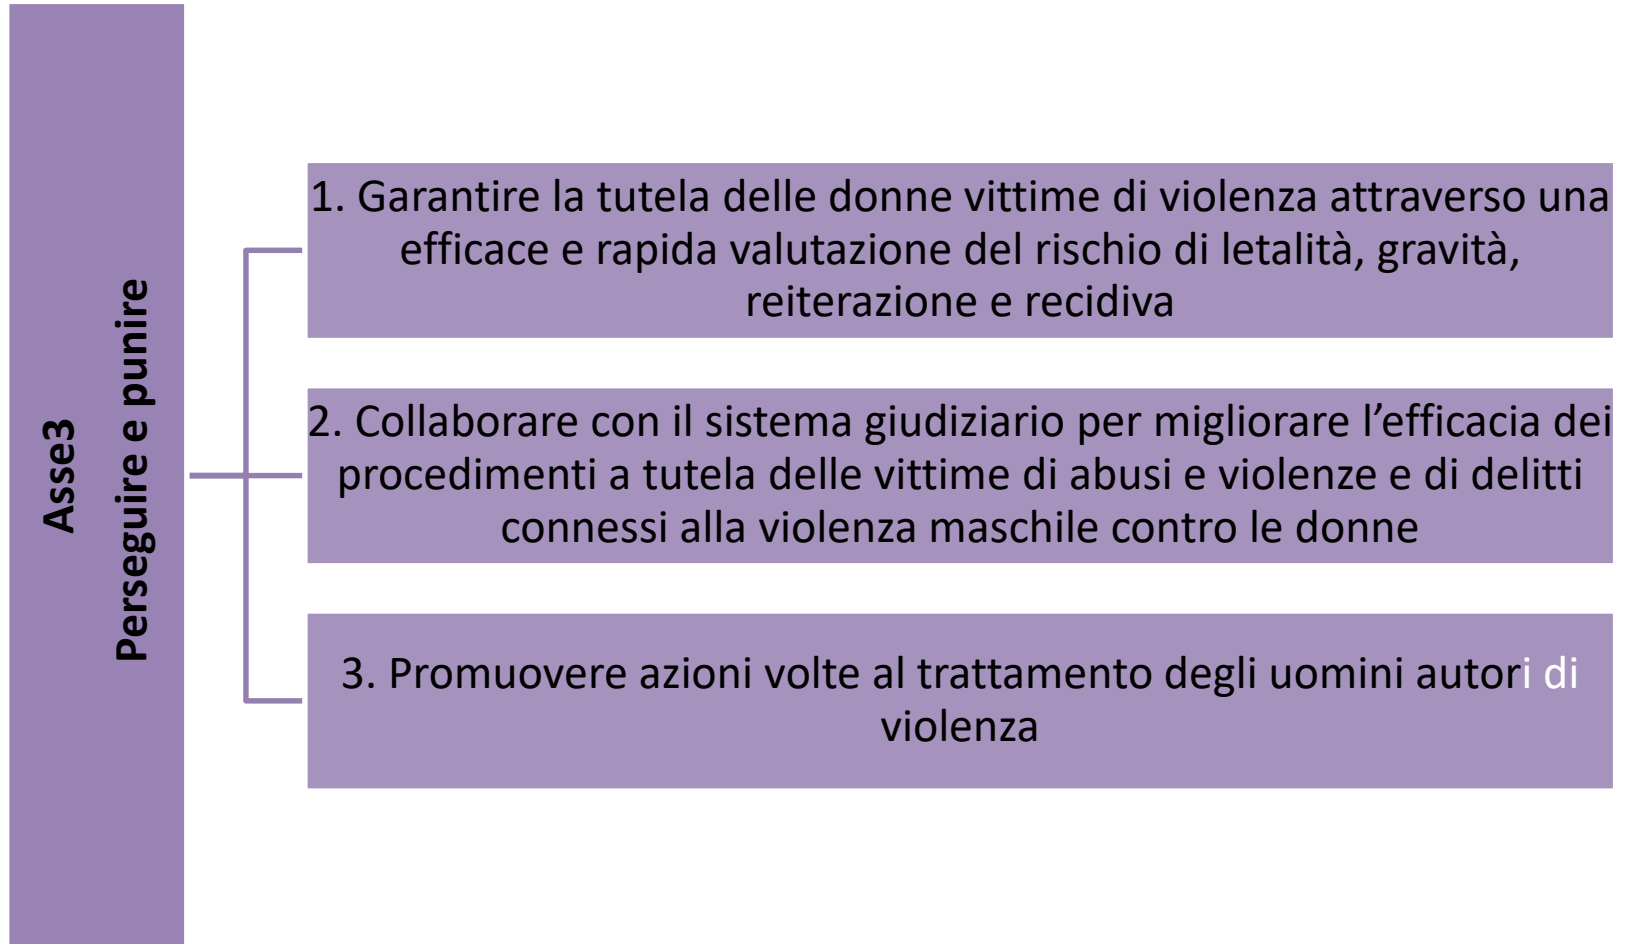 Asse3
Perseguire e punire
1. Garantire la tutela delle donne vittime di violenza attraverso una
efficace e rapida valutazione del rischio di letalità, gravità,
reiterazione e recidiva
2. Collaborare con il sistema giudiziario per migliorare l’efficacia dei
procedimenti a tutela delle vittime di abusi e violenze e di delitti
connessi alla violenza maschile contro le donne
3. Promuovere azioni volte al trattamento degli uomini autori di
violenza